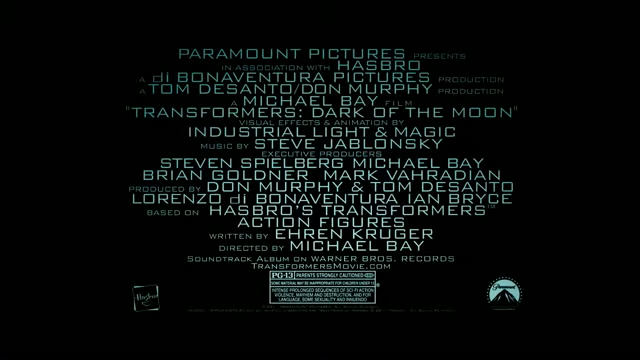 PARAMOUNT PICTURES PRESENTS
IN ASSOCIATION WITH HASBRO
A di BONAVENTURA PICTURES PRODUCTION
A TOM DESANTO/DON MURPHY PRODUCTION
A MICHAEL BAY FILM
"TRANSFORMERS: DARK OF THE MOON"
VISUAL EFFECTS & ANIMATION BY
INDUSTRIAL LIGHT & MAGIC
MUSIC BY STEVE JABLONSKY
EXECUTIVE PRODUCERS
STEVEN SPIELBERG MICHAEL BAY
BRIAN GOLDNER MARK VAHRADIAN
PRODUCED BY DON MURPHY & TOM DESANTO
LORENZO di BONAVENTURA IAN BRYCE
BASED ON HASBRO'S TRANSFORMERS™
ACTION FIGURES
WRITTEN BY EHREN KRUGER
DIRECTED BY MICHAEL BAY
SOUNDTRACK ALBUM ON WARNER BROS. RECORDS
TRANSFORMERSMOVIE.COM
PG-13 PARENTS STRONGLY CAUTIONED
SOME MATERIAL MAY BE INAPPROPRIATE FOR CHILDREN UNDER 13
INTENSE PROLONGED SEQUENCES OF SCI-FI ACTION
VIOLENCE, MAYHEM AND DESTRUCTION, AND FOR
LANGUAGE, SOME SEXUALITY AND INNUENDO
Hasbro
Paramount